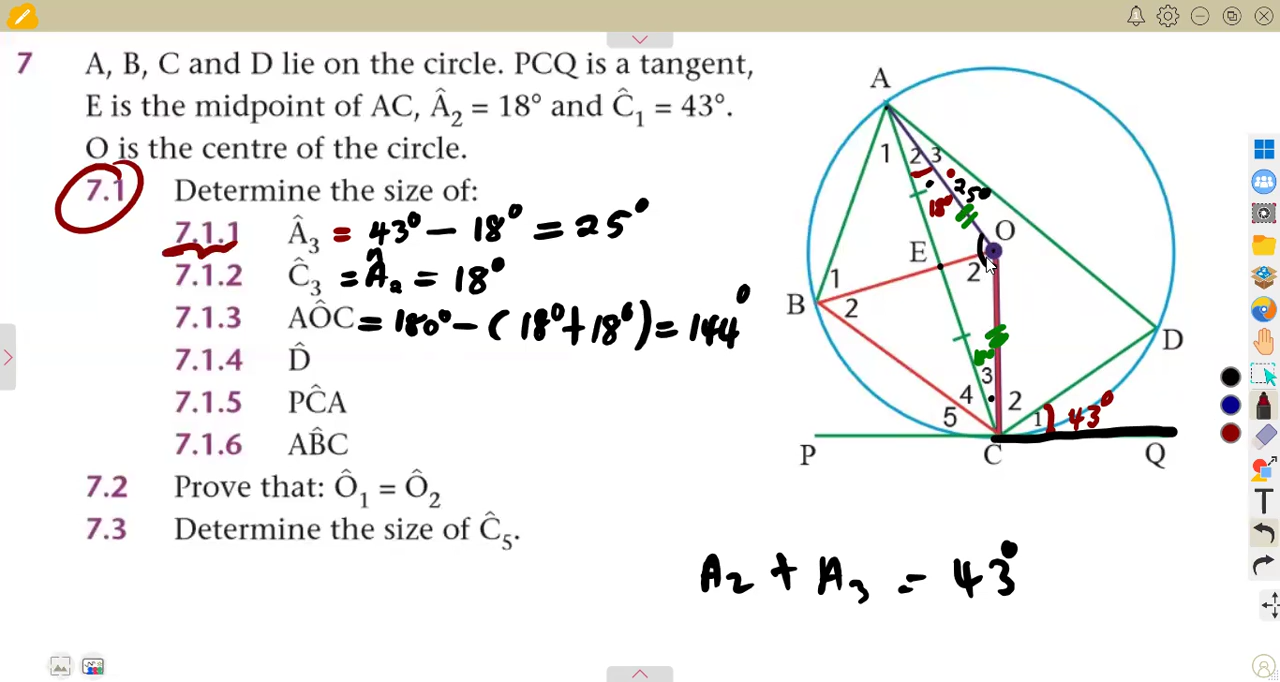 7 A, B, C and D lie on the circle. PCQ is a tangent,
E is the midpoint of AC, Â₂ = 18° and Ĉ₁ = 43°.
O is the centre of the circle.
7.1 Determine the size of:
7.1.1 Â₃ = 43° − 18° = 25°
7.1.2 Ĉ₃ = Â₂ = 18°
7.1.3 AÔC = 180° − (18° + 18°) = 144°
7.1.4 D̂
7.1.5 PĈA
7.1.6 AB̂C
7.2 Prove that: Ô₁ = Ô₂
7.3 Determine the size of Ĉ₅.
A₂ + A₃ = 43°
A
1 2 3
25°
18°
O
E
2
1
B 2
D
3
4 2
5 1 43°
P C Q
T